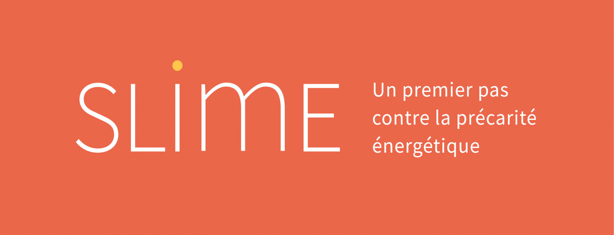 SLiME
Un premier pas
contre la précarité
énergétique